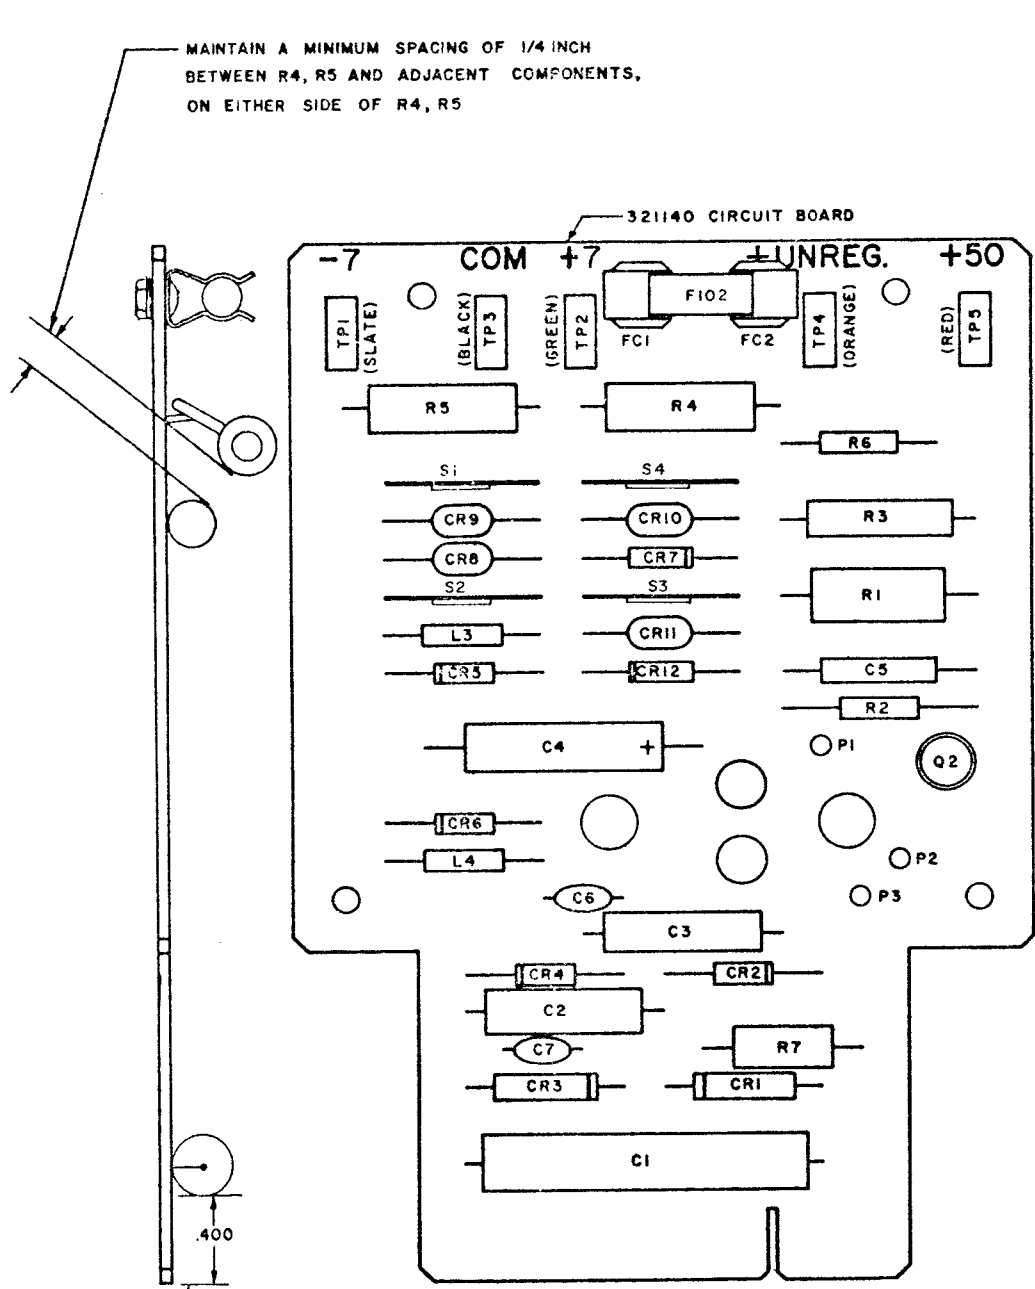 MAINTAIN A MINIMUM SPACING OF 1/4 INCH
BETWEEN R4, R5 AND ADJACENT COMPONENTS,
ON EITHER SIDE OF R4, R5
321140 CIRCUIT BOARD
-7 COM +7 +UNREG. +50
TP1 (SLATE)
(BLACK) TP3
(GREEN) TP2
F102
FC1 FC2
TP4 (ORANGE)
(RED) TP5
R5 R4
R6
S1 S4
CR9 CR10 R3
CR8 CR7
S2 S3 R1
L3 CR11
CR5 CR12 C5
R2
C4 + P1 Q2
CR6
L4 P2
C6 P3
C3
CR4 CR2
C2
C7 R7
CR3 CR1
C1
.400